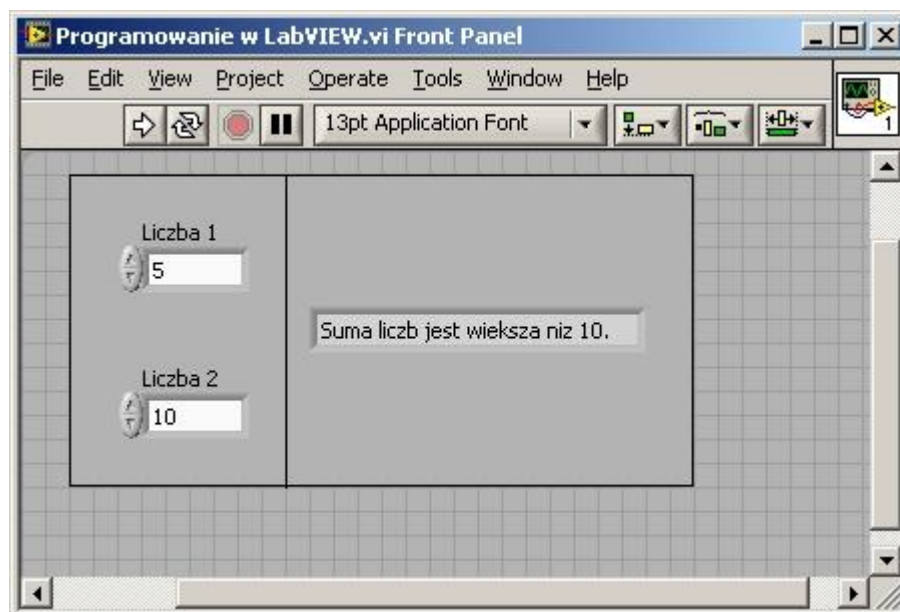 Programowanie w LabVIEW.vi Front Panel
File Edit View Project Operate Tools Window Help
13pt Application Font
1
Liczba 1
5
Suma liczb jest wieksza niz 10.
Liczba 2
10